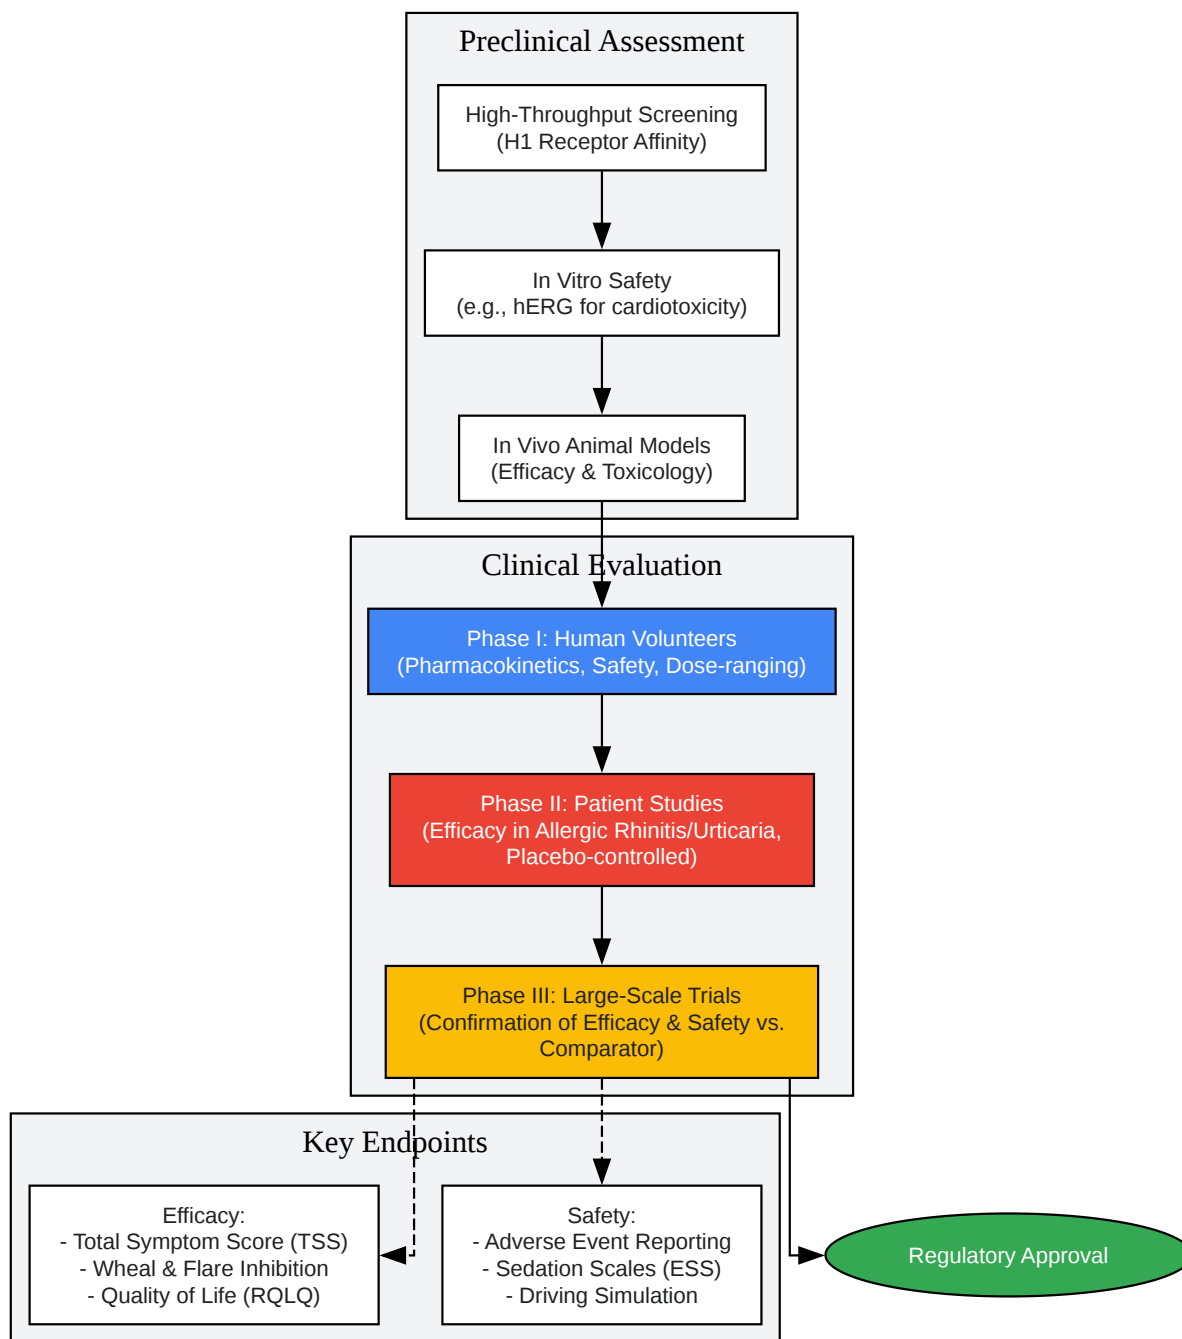 Preclinical Assessment
High-Throughput Screening
(H1 Receptor Affinity)
In Vitro Safety
(e.g., hERG for cardiotoxicity)
In Vivo Animal Models
(Efficacy & Toxicology)
Clinical Evaluation
Phase I: Human Volunteers
(Pharmacokinetics, Safety, Dose-ranging)
Phase II: Patient Studies
(Efficacy in Allergic Rhinitis/Urticaria,
Placebo-controlled)
Phase III: Large-Scale Trials
(Confirmation of Efficacy & Safety vs.
Comparator)
Key Endpoints
Efficacy:
- Total Symptom Score (TSS)
- Wheal & Flare Inhibition
- Quality of Life (RQLQ)
Safety:
- Adverse Event Reporting
- Sedation Scales (ESS)
- Driving Simulation
Regulatory Approval